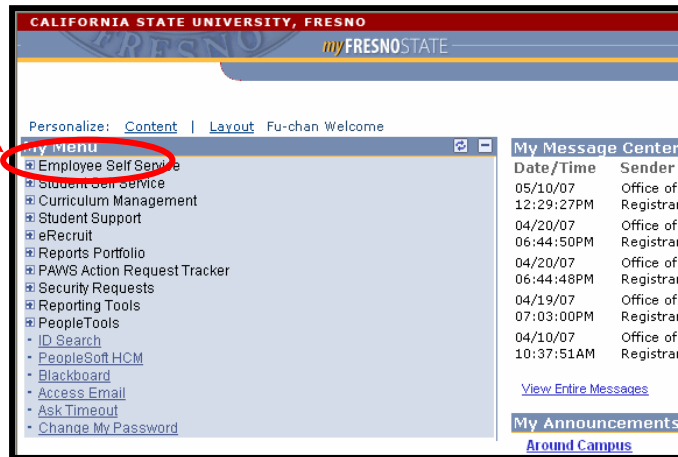 CALIFORNIA STATE UNIVERSITY, FRESNO
FRESNO
my FRESNOSTATE
Personalize: Content | Layout Fu-chan Welcome
My Menu
Employee Self Service
Student Self Service
Curriculum Management
Student Support
eRecruit
Reports Portfolio
PAWS Action Request Tracker
Security Requests
Reporting Tools
PeopleTools
ID Search
PeopleSoft HCM
Blackboard
Access Email
Ask Timeout
Change My Password
My Message Center
Date/Time Sender
05/10/07 Office of
12:29:27PM Registrar
04/20/07 Office of
06:44:50PM Registrar
04/20/07 Office of
06:44:48PM Registrar
04/19/07 Office of
07:03:00PM Registrar
04/10/07 Office of
10:37:51AM Registrar
View Entire Messages
My Announcements
Around Campus